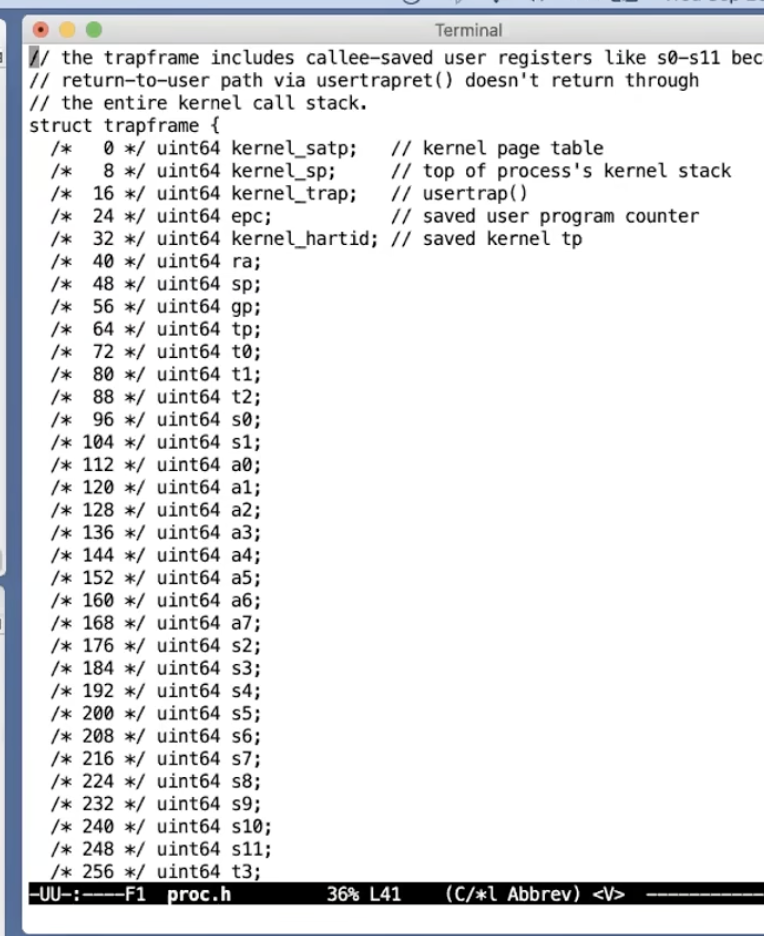 Terminal
// the trapframe includes callee-saved user registers like s0-s11 beca
// return-to-user path via usertrapret() doesn't return through
// the entire kernel call stack.
struct trapframe {
  /*   0 */ uint64 kernel_satp;   // kernel page table
  /*   8 */ uint64 kernel_sp;     // top of process's kernel stack
  /*  16 */ uint64 kernel_trap;   // usertrap()
  /*  24 */ uint64 epc;           // saved user program counter
  /*  32 */ uint64 kernel_hartid; // saved kernel tp
  /*  40 */ uint64 ra;
  /*  48 */ uint64 sp;
  /*  56 */ uint64 gp;
  /*  64 */ uint64 tp;
  /*  72 */ uint64 t0;
  /*  80 */ uint64 t1;
  /*  88 */ uint64 t2;
  /*  96 */ uint64 s0;
  /* 104 */ uint64 s1;
  /* 112 */ uint64 a0;
  /* 120 */ uint64 a1;
  /* 128 */ uint64 a2;
  /* 136 */ uint64 a3;
  /* 144 */ uint64 a4;
  /* 152 */ uint64 a5;
  /* 160 */ uint64 a6;
  /* 168 */ uint64 a7;
  /* 176 */ uint64 s2;
  /* 184 */ uint64 s3;
  /* 192 */ uint64 s4;
  /* 200 */ uint64 s5;
  /* 208 */ uint64 s6;
  /* 216 */ uint64 s7;
  /* 224 */ uint64 s8;
  /* 232 */ uint64 s9;
  /* 240 */ uint64 s10;
  /* 248 */ uint64 s11;
  /* 256 */ uint64 t3;
-UU-:----F1  proc.h         36% L41    (C/*l Abbrev) <V>  -----------